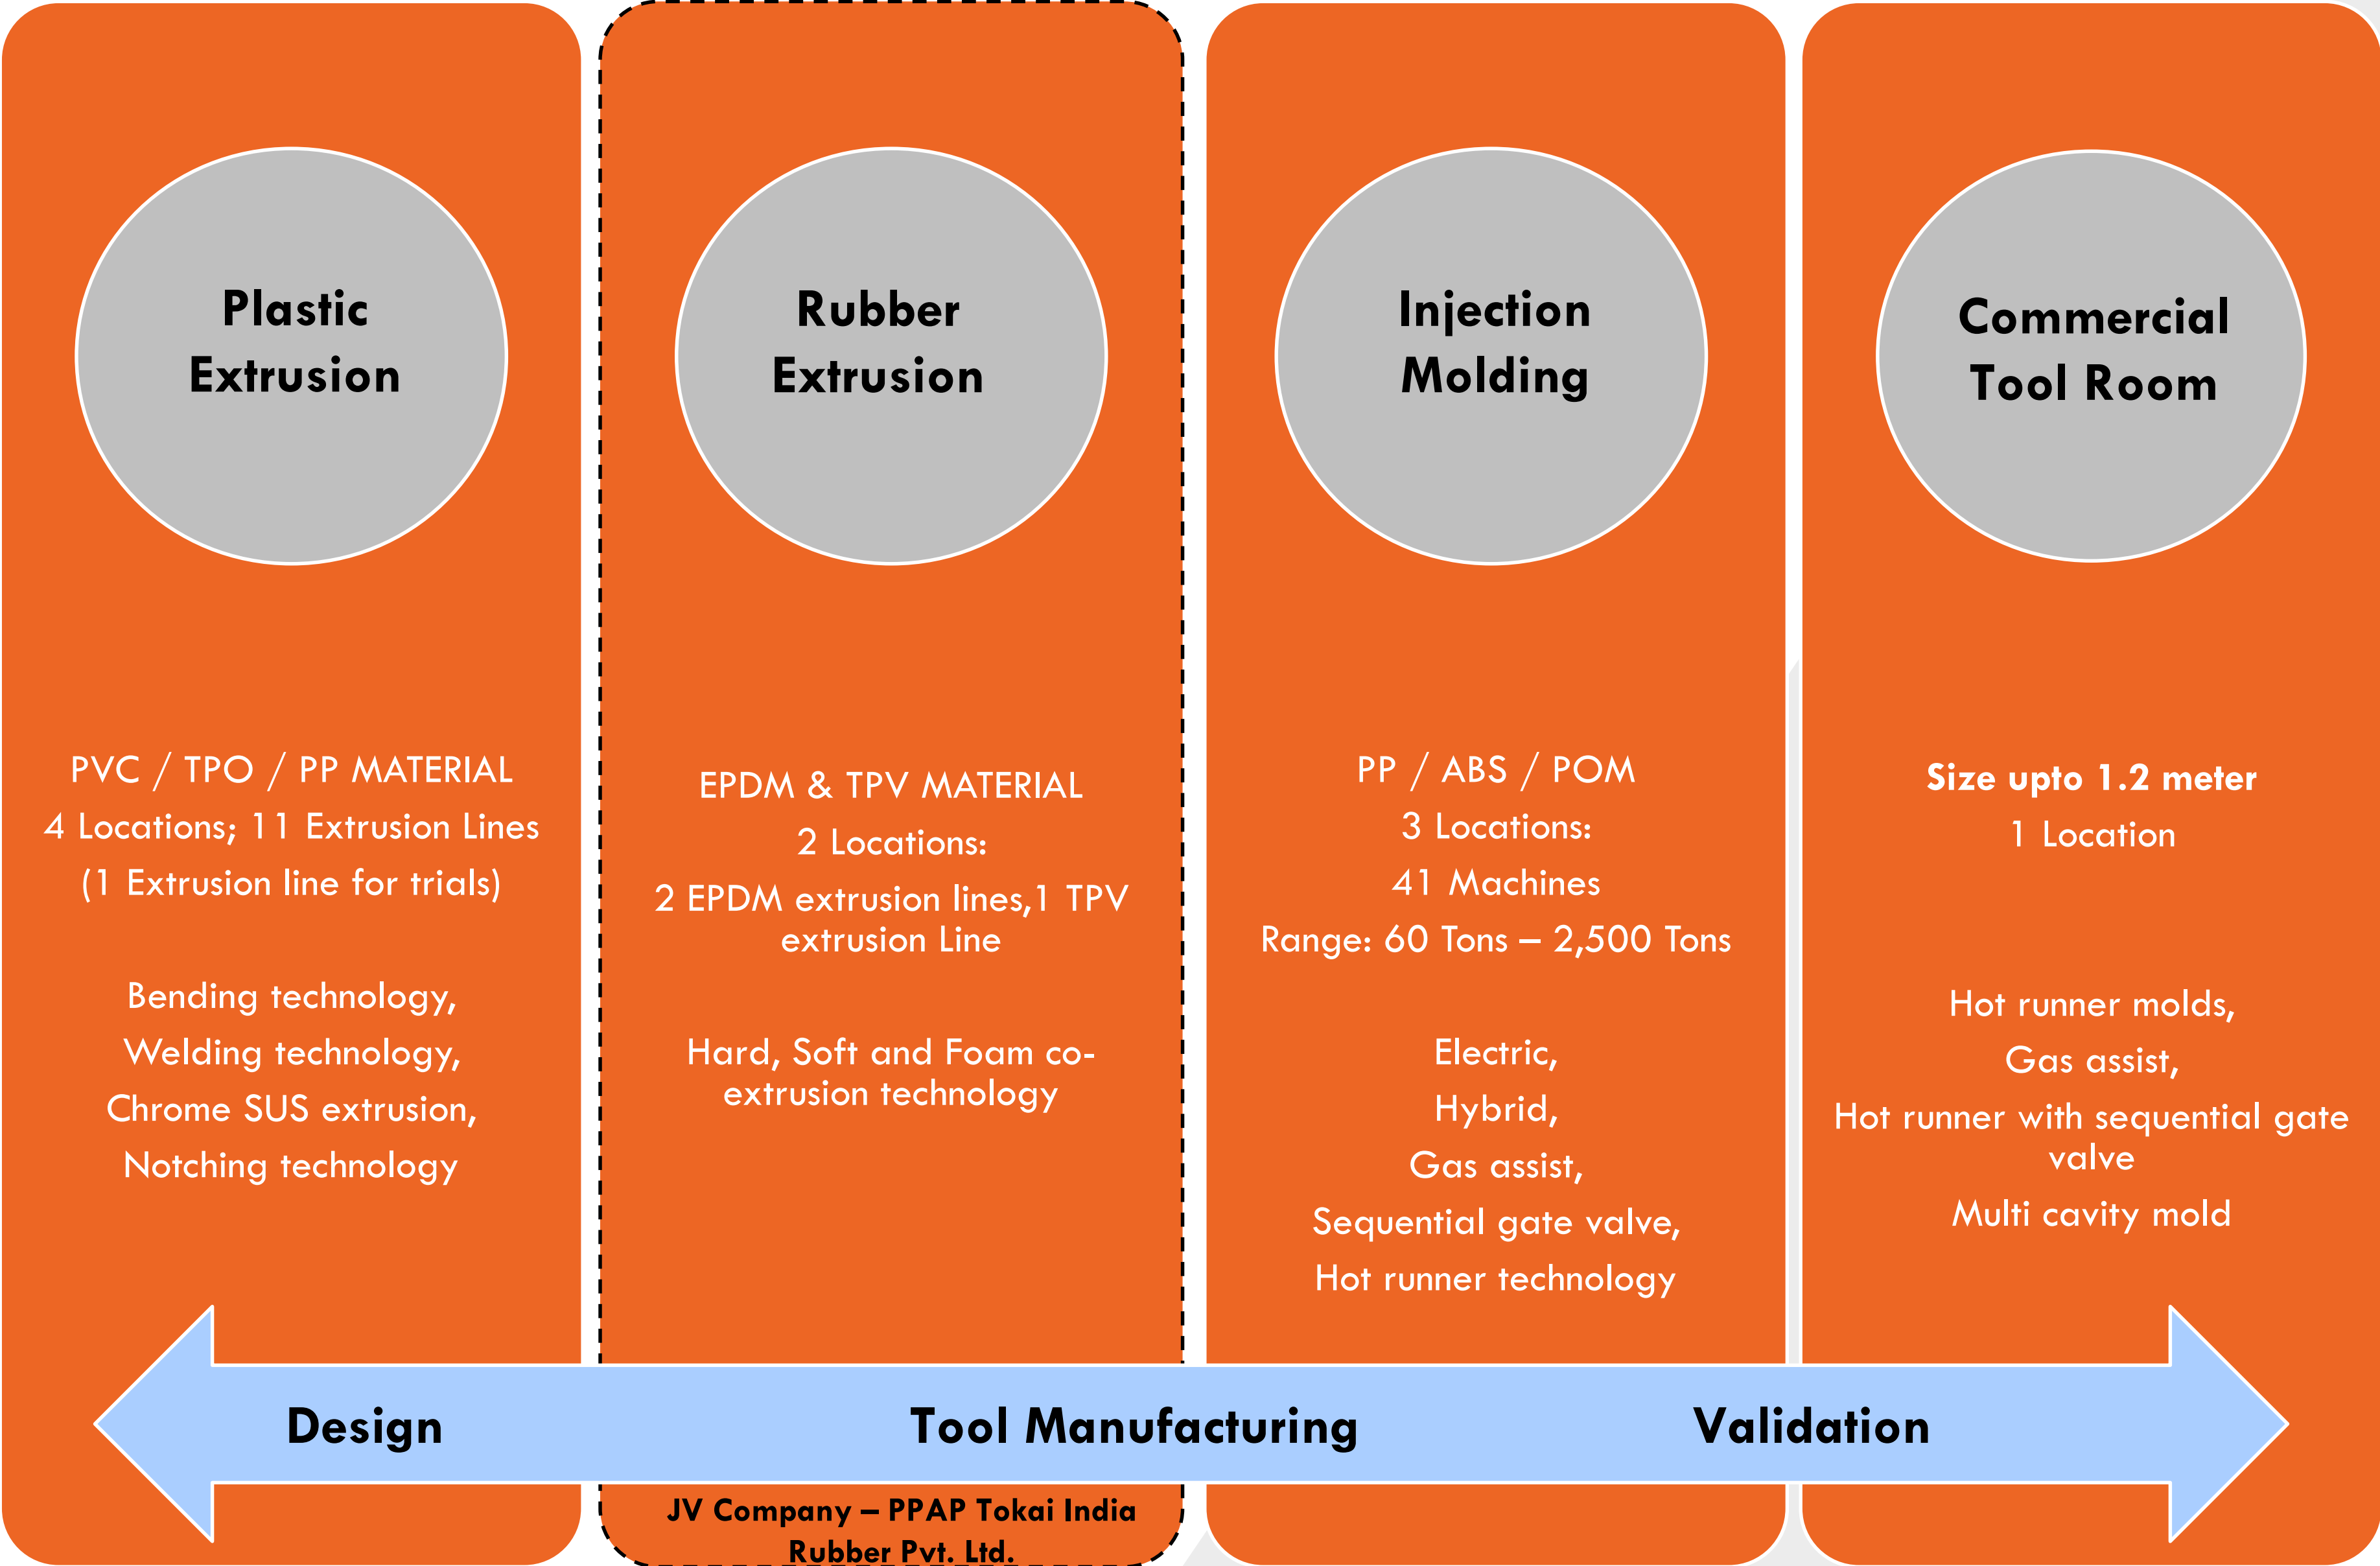 Plastic
Extrusion
PVC / TPO / PP MATERIAL
4 Locations; 11 Extrusion Lines
(1 Extrusion line for trials)
Bending technology,
Welding technology,
Chrome SUS extrusion,
Notching technology
Rubber
Extrusion
EPDM & TPV MATERIAL
2 Locations:
2 EPDM extrusion lines,1 TPV
extrusion Line
Hard, Soft and Foam co-
extrusion technology
Injection
Molding
PP / ABS / POM
3 Locations:
41 Machines
Range: 60 Tons – 2,500 Tons
Electric,
Hybrid,
Gas assist,
Sequential gate valve,
Hot runner technology
Commercial
Tool Room
Size upto 1.2 meter
1 Location
Hot runner molds,
Gas assist,
Hot runner with sequential gate
valve
Multi cavity mold
Design
Tool Manufacturing
Validation
JV Company – PPAP Tokai India
Rubber Pvt. Ltd.